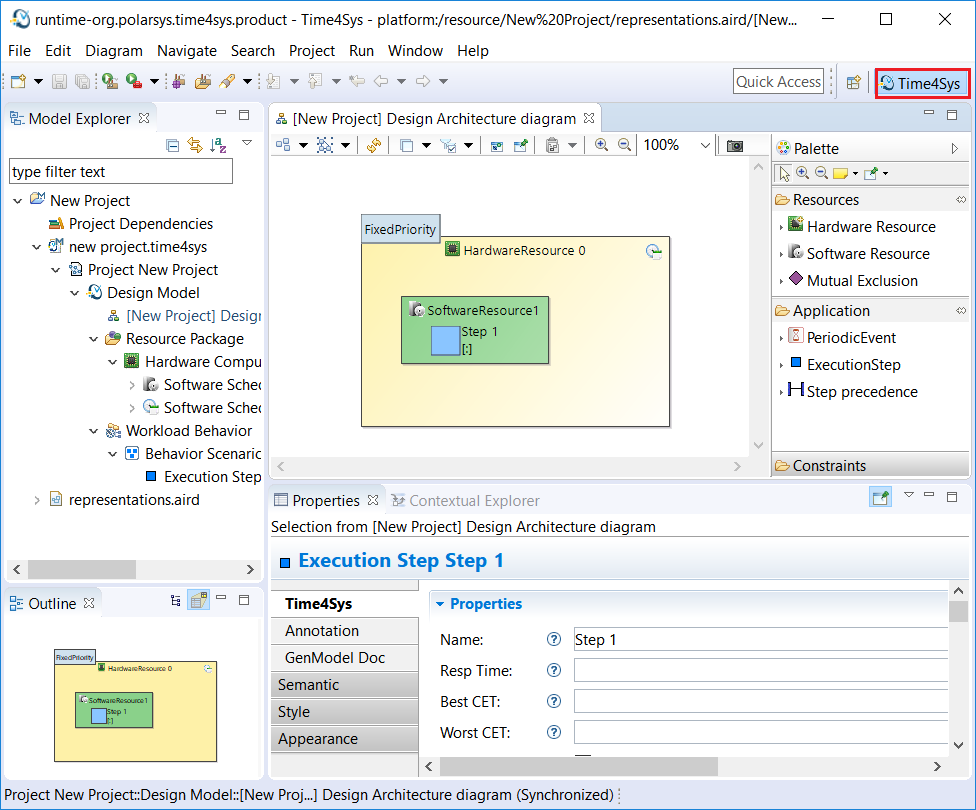 runtime-org.polarsys.time4sys.product - Time4Sys - platform:/resource/New%20Project/representations.aird/[New...
File Edit Diagram Navigate Search Project Run Window Help
Quick Access
Time4Sys
Model Explorer
type filter text
New Project
Project Dependencies
new project.time4sys
Project New Project
Design Model
[New Project] Desigr
Resource Package
Hardware Compu
Software Sched
Software Sched
Workload Behavior
Behavior Scenaric
Execution Step
representations.aird
[New Project] Design Architecture diagram
100%
FixedPriority
HardwareResource 0
SoftwareResource1
Step 1
[:]
Palette
Resources
Hardware Resource
Software Resource
Mutual Exclusion
Application
PeriodicEvent
ExecutionStep
Step precedence
Constraints
Outline
FixedPriority
HardwareResource 0
SoftwareResource1
Step 1
[:]
Properties
Contextual Explorer
Selection from [New Project] Design Architecture diagram
Execution Step Step 1
Time4Sys
Annotation
GenModel Doc
Semantic
Style
Appearance
Properties
Name: Step 1
Resp Time:
Best CET:
Worst CET:
Project New Project::Design Model::[New Proj...] Design Architecture diagram (Synchronized)